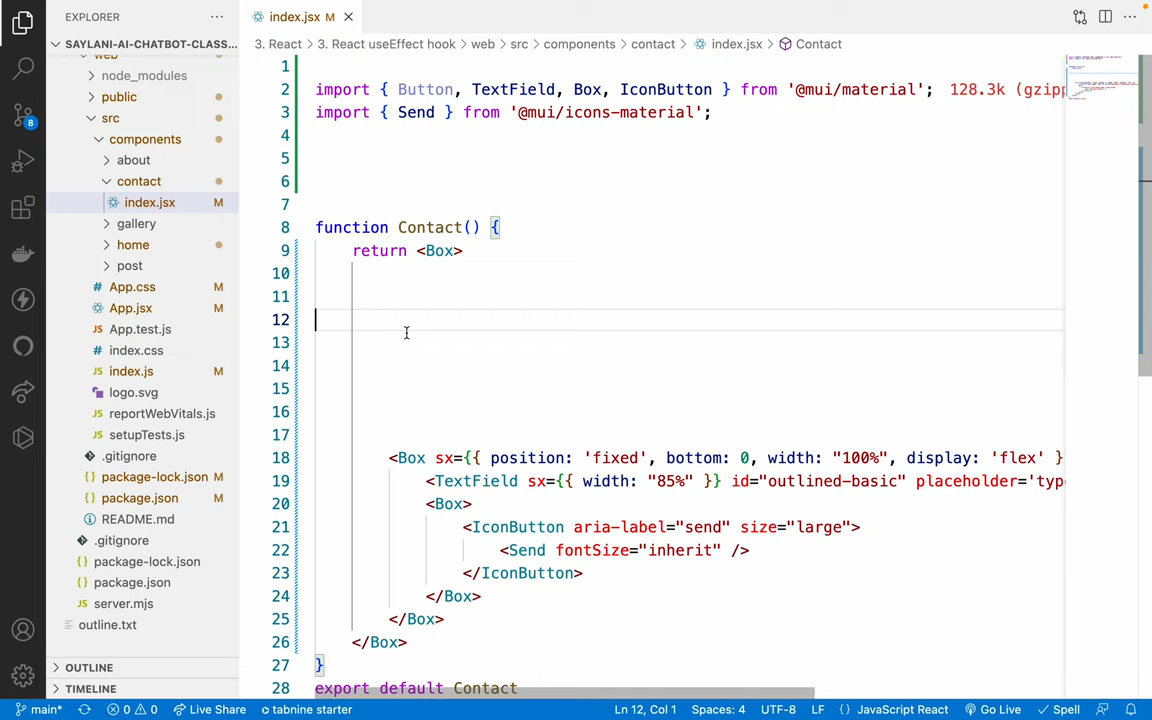 EXPLORER
SAYLANI-AI-CHATBOT-CLASS...
web
node_modules
public
src
components
about
contact
index.jsx M
gallery
home
post
App.css M
App.jsx M
App.test.js
index.css
index.js M
logo.svg
reportWebVitals.js
setupTests.js
.gitignore
package-lock.json M
package.json M
README.md
.gitignore
package-lock.json
package.json
server.mjs
outline.txt
OUTLINE
TIMELINE
8
index.jsx M
3. React > 3. React useEffect hook > web > src > components > contact > index.jsx > Contact
1
2 import { Button, TextField, Box, IconButton } from '@mui/material'; 128.3k (gzipp
3 import { Send } from '@mui/icons-material';
4
5
6
7
8 function Contact() {
9 return <Box>
10
11
12
13
14
15
16
17
18 <Box sx={{ position: 'fixed', bottom: 0, width: "100%", display: 'flex' }
19 <TextField sx={{ width: "85%" }} id="outlined-basic" placeholder='typ
20 <Box>
21 <IconButton aria-label="send" size="large">
22 <Send fontSize="inherit" />
23 </IconButton>
24 </Box>
25 </Box>
26 </Box>
27 }
28 export default Contact
main* 0 0 Live Share tabnine starter Ln 12, Col 1 Spaces: 4 UTF-8 LF {} JavaScript React Go Live Spell